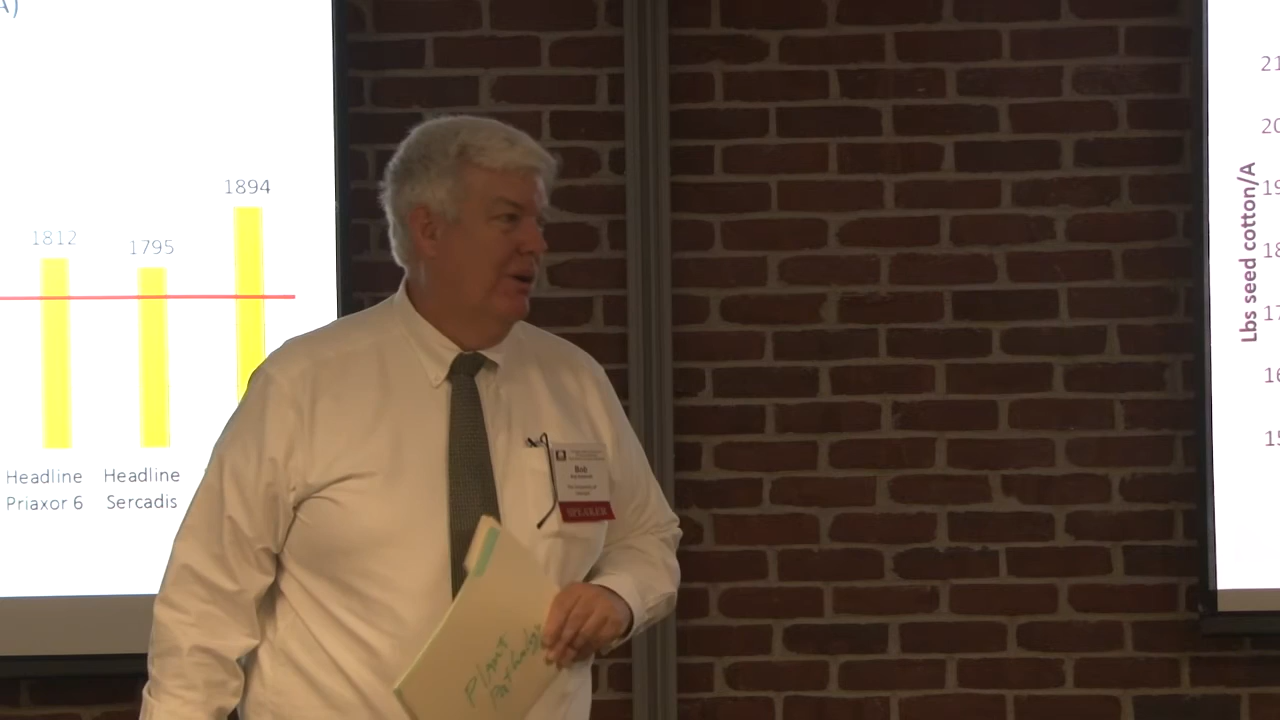 A)
1812
1795
1894
Headline
Priaxor 6
Headline
Sercadis
Bob
SPEAKER
Plant
Pathology
Lbs seed cotton/A
21
20
19
18
17
16
15